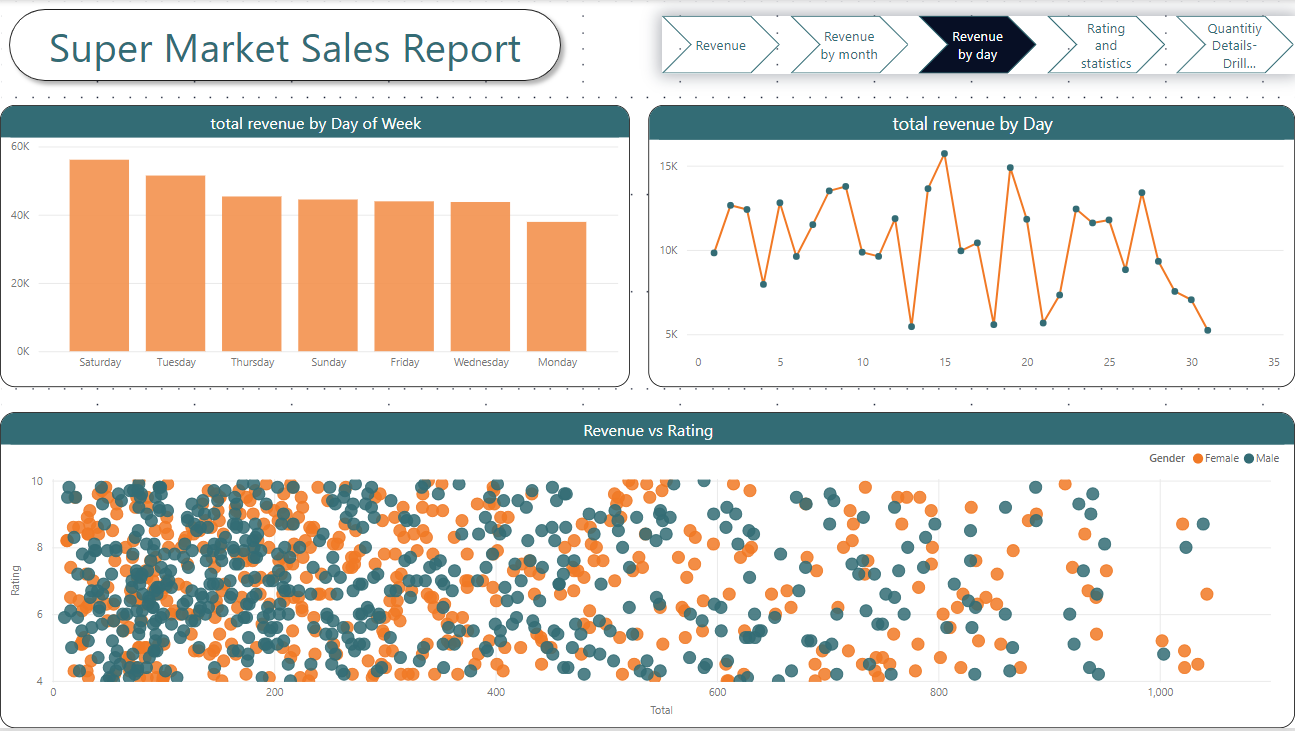 Super Market Sales Report
Revenue
Revenue
by month
Revenue
by day
Rating
and
statistics
Quantitiy
Details-
Drill...
total revenue by Day of Week
60K
40K
20K
0K
Saturday Tuesday Thursday Sunday Friday Wednesday Monday
total revenue by Day
15K
10K
5K
0 5 10 15 20 25 30 35
Revenue vs Rating
Gender Female Male
Rating
10
8
6
4
0 200 400 600 800 1,000
Total